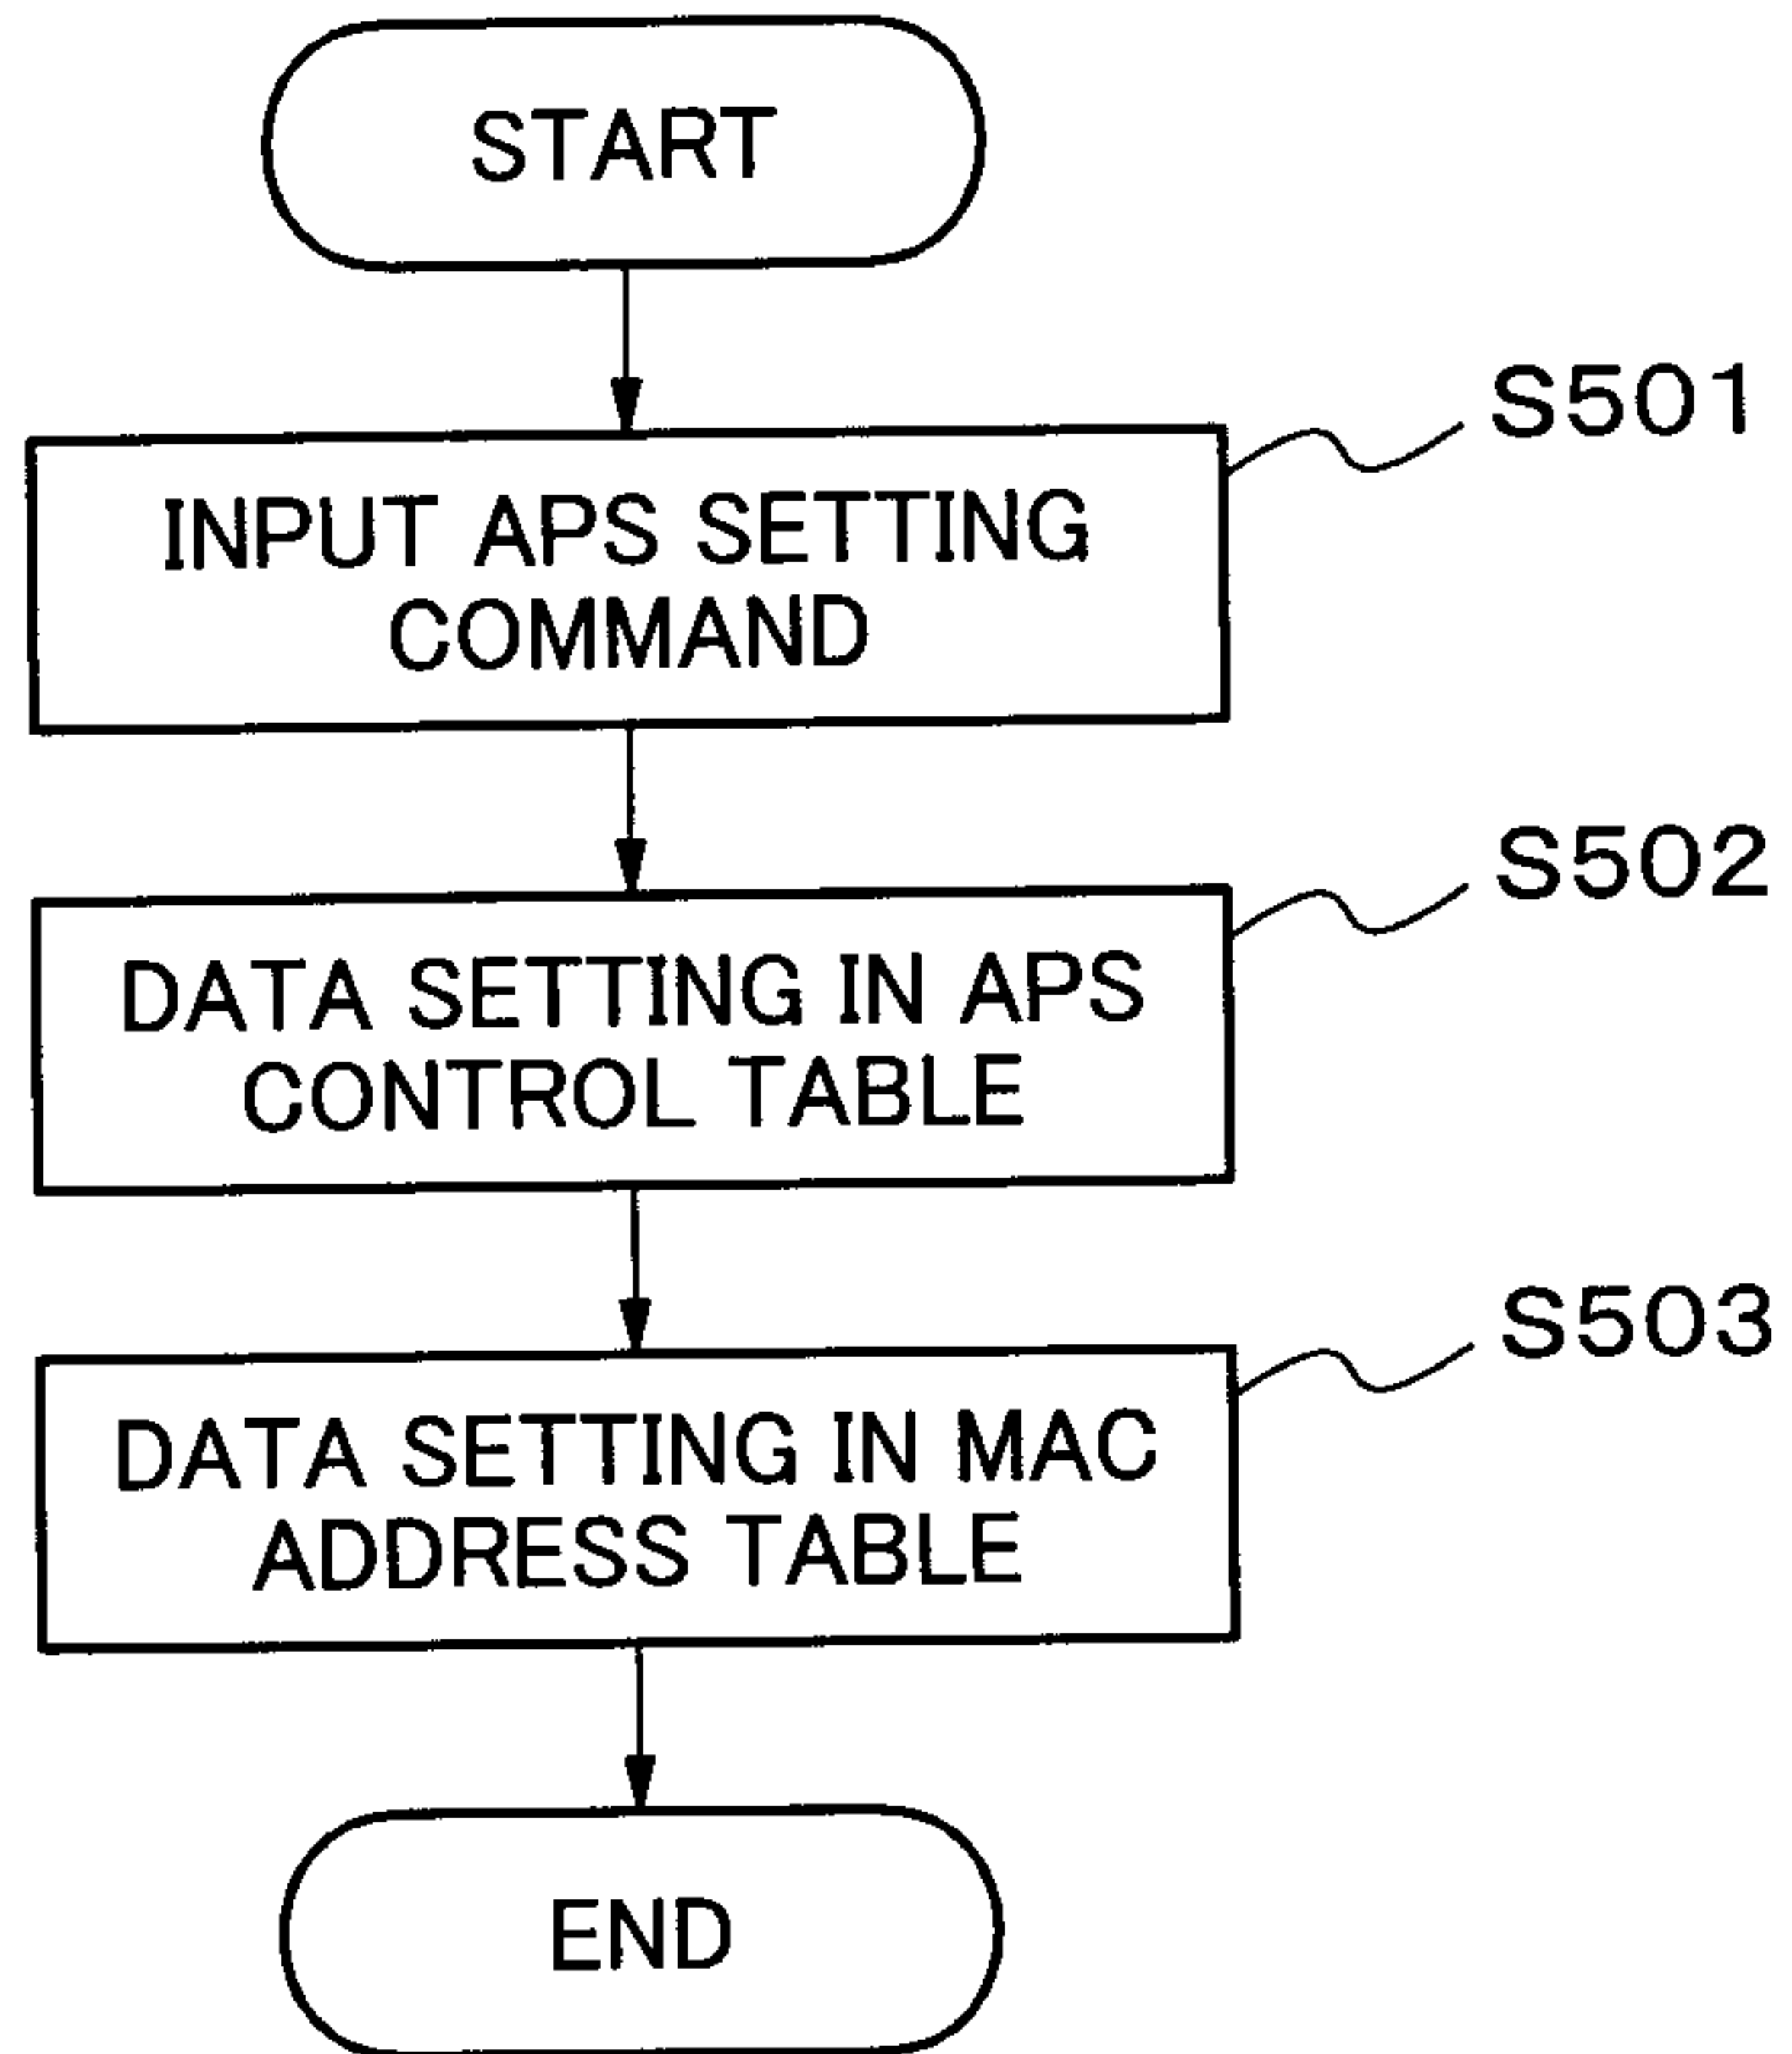 START
S501
INPUT APS SETTING
COMMAND
S502
DATA SETTING IN APS
CONTROL TABLE
S503
DATA SETTING IN MAC
ADDRESS TABLE
END